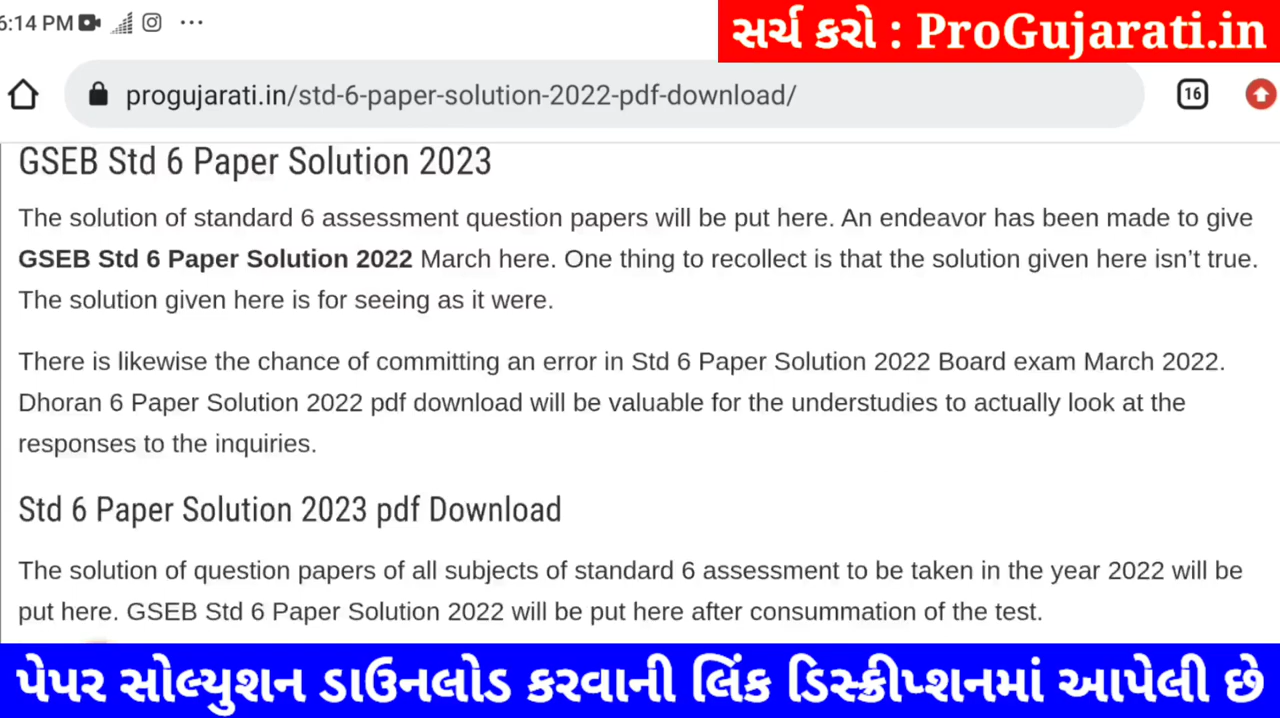 6:14 PM
સર્ચ કરો : ProGujarati.in
progujarati.in/std-6-paper-solution-2022-pdf-download/
16
GSEB Std 6 Paper Solution 2023
The solution of standard 6 assessment question papers will be put here. An endeavor has been made to give
GSEB Std 6 Paper Solution 2022 March here. One thing to recollect is that the solution given here isn’t true.
The solution given here is for seeing as it were.
There is likewise the chance of committing an error in Std 6 Paper Solution 2022 Board exam March 2022.
Dhoran 6 Paper Solution 2022 pdf download will be valuable for the understudies to actually look at the
responses to the inquiries.
Std 6 Paper Solution 2023 pdf Download
The solution of question papers of all subjects of standard 6 assessment to be taken in the year 2022 will be
put here. GSEB Std 6 Paper Solution 2022 will be put here after consummation of the test.
પેપર સોલ્યુશન ડાઉનલોડ કરવાની લિંક ડિસ્ક્રીપ્શનમાં આપેલી છે